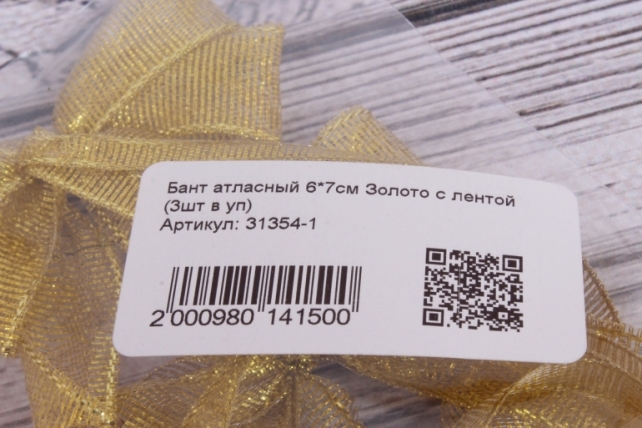 Бант атласный 6*7см Золото с лентой
(3шт в уп)
Артикул: 31354-1
2 000980 141500